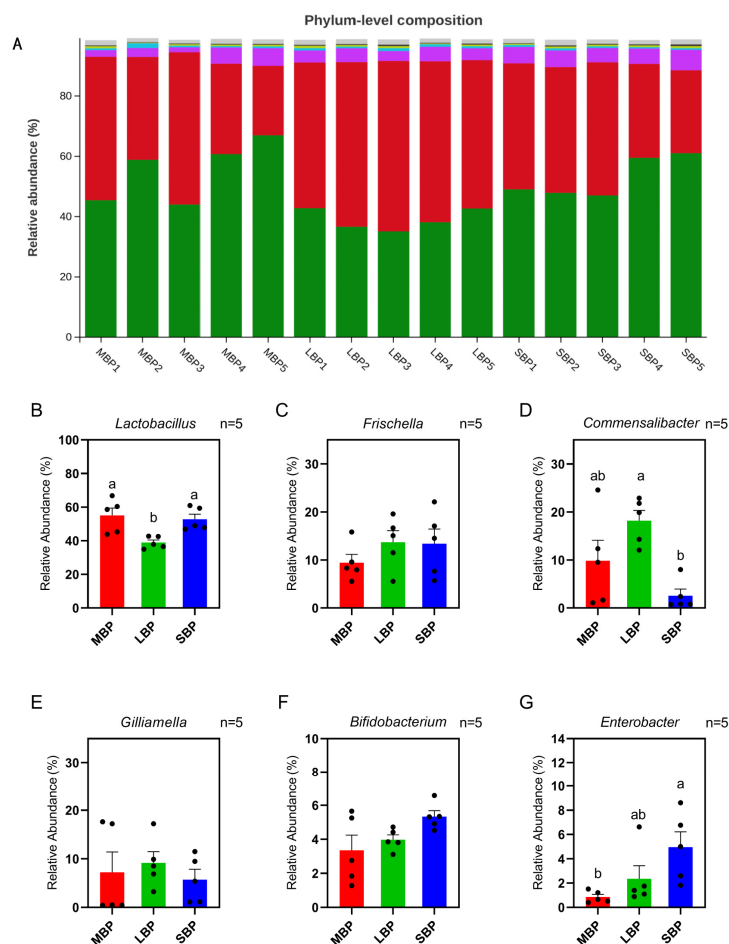 Phylum-level composition
A
Relative abundance (%)
80
60
40
20
0
MBP1 MBP2 MBP3 MBP4 MBP5 LBP1 LBP2 LBP3 LBP4 LBP5 SBP1 SBP2 SBP3 SBP4 SBP5
B Lactobacillus n=5
Relative Abundance (%)
100
80
60
40
20
0
a b a
MBP LBP SBP
C Frischella n=5
Relative Abundance (%)
30
20
10
0
MBP LBP SBP
D Commensalibacter n=5
Relative Abundance (%)
30
20
10
0
ab a b
MBP LBP SBP
E Gilliamella n=5
Relative Abundance (%)
30
20
10
0
MBP LBP SBP
F Bifidobacterium n=5
Relative Abundance (%)
10
8
6
4
2
0
MBP LBP SBP
G Enterobacter n=5
Relative Abundance (%)
14
12
10
8
6
4
2
0
b ab a
MBP LBP SBP